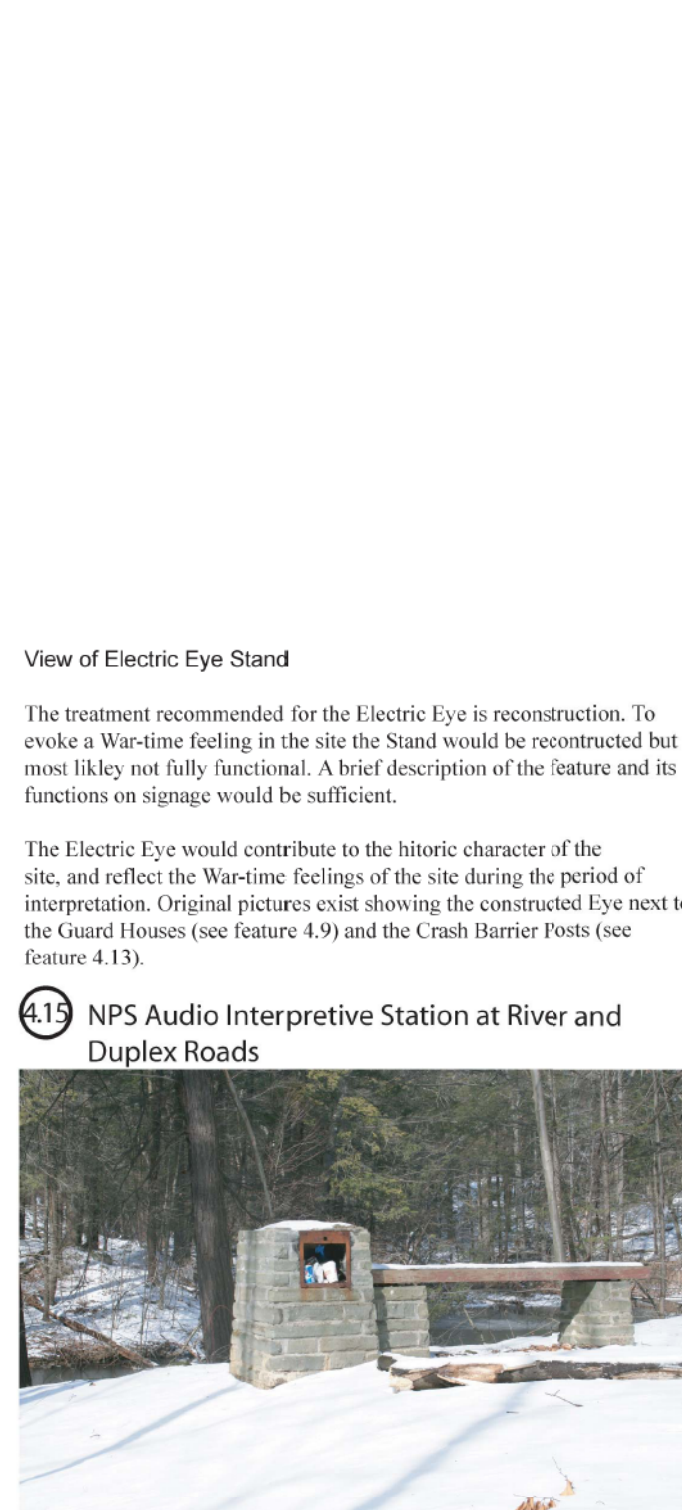 View of Electric Eye Stand
The treatment recommended for the Electric Eye is reconstruction. To
evoke a War-time feeling in the site the Stand would be recontructed but
most likley not fully functional. A brief description of the feature and its
functions on signage would be sufficient.
The Electric Eye would contribute to the hitoric character of the
site, and reflect the War-time feelings of the site during the period of
interpretation. Original pictures exist showing the constructed Eye next to
the Guard Houses (see feature 4.9) and the Crash Barrier Posts (see
feature 4.13).
4.15 NPS Audio Interpretive Station at River and
Duplex Roads